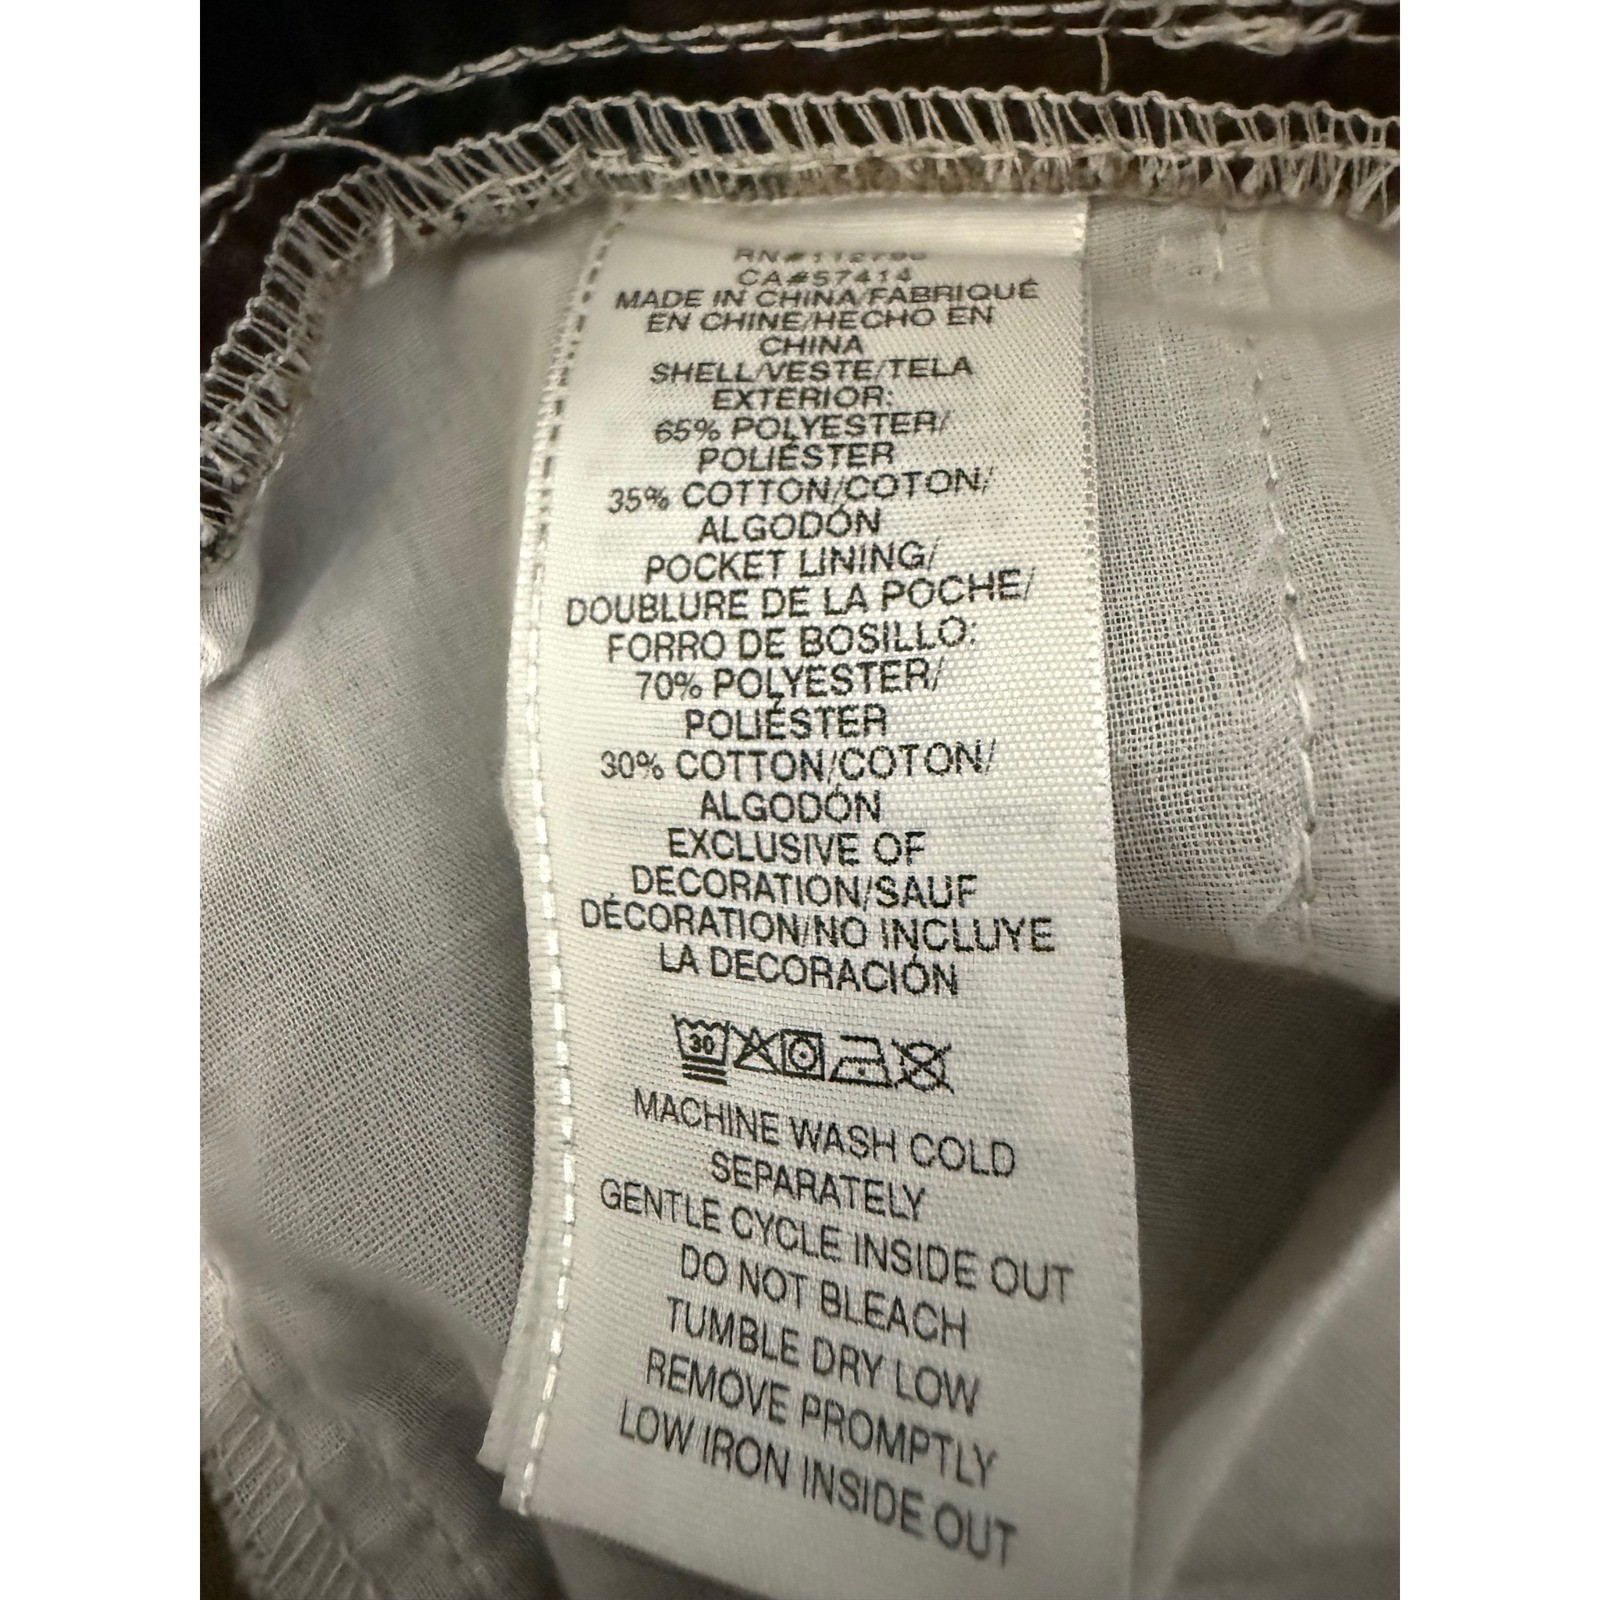 CA#57414
MADE IN CHINA/FABRIQUÉ
EN CHINE/HECHO EN
CHINA
SHELL/VESTE/TELA
EXTERIOR:
65% POLYESTER/
POLIÉSTER
35% COTTON/COTON/
ALGODÓN
POCKET LINING/
DOUBLURE DE LA POCHE/
FORRO DE BOSILLO:
70% POLYESTER/
POLIÉSTER
30% COTTON/COTON/
ALGODÓN
EXCLUSIVE OF
DECORATION/SAUF
DÉCORATION/NO INCLUYE
LA DECORACIÓN
30
MACHINE WASH COLD
SEPARATELY
GENTLE CYCLE INSIDE OUT
DO NOT BLEACH
TUMBLE DRY LOW
REMOVE PROMPTLY
LOW IRON INSIDE OUT